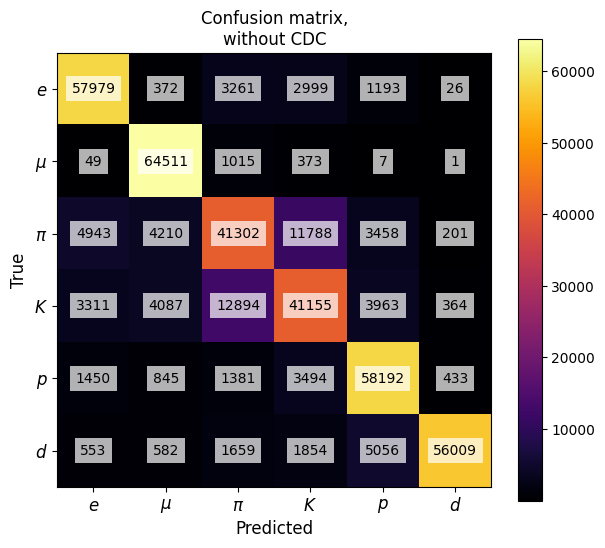 Confusion matrix,
without CDC
e 57979 372 3261 2999 1193 26
μ 49 64511 1015 373 7 1
π 4943 4210 41302 11788 3458 201
K 3311 4087 12894 41155 3963 364
p 1450 845 1381 3494 58192 433
d 553 582 1659 1854 5056 56009
e μ π K p d
True
Predicted
60000
50000
40000
30000
20000
10000